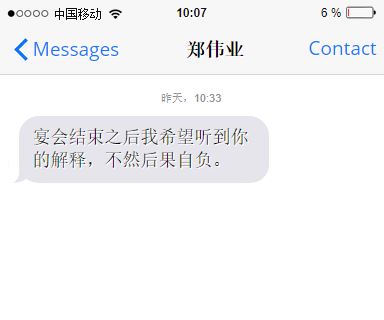 中国移动 10:07 6 %
Messages 郑伟业 Contact
昨天，10:33
宴会结束之后我希望听到你
的解释，不然后果自负。